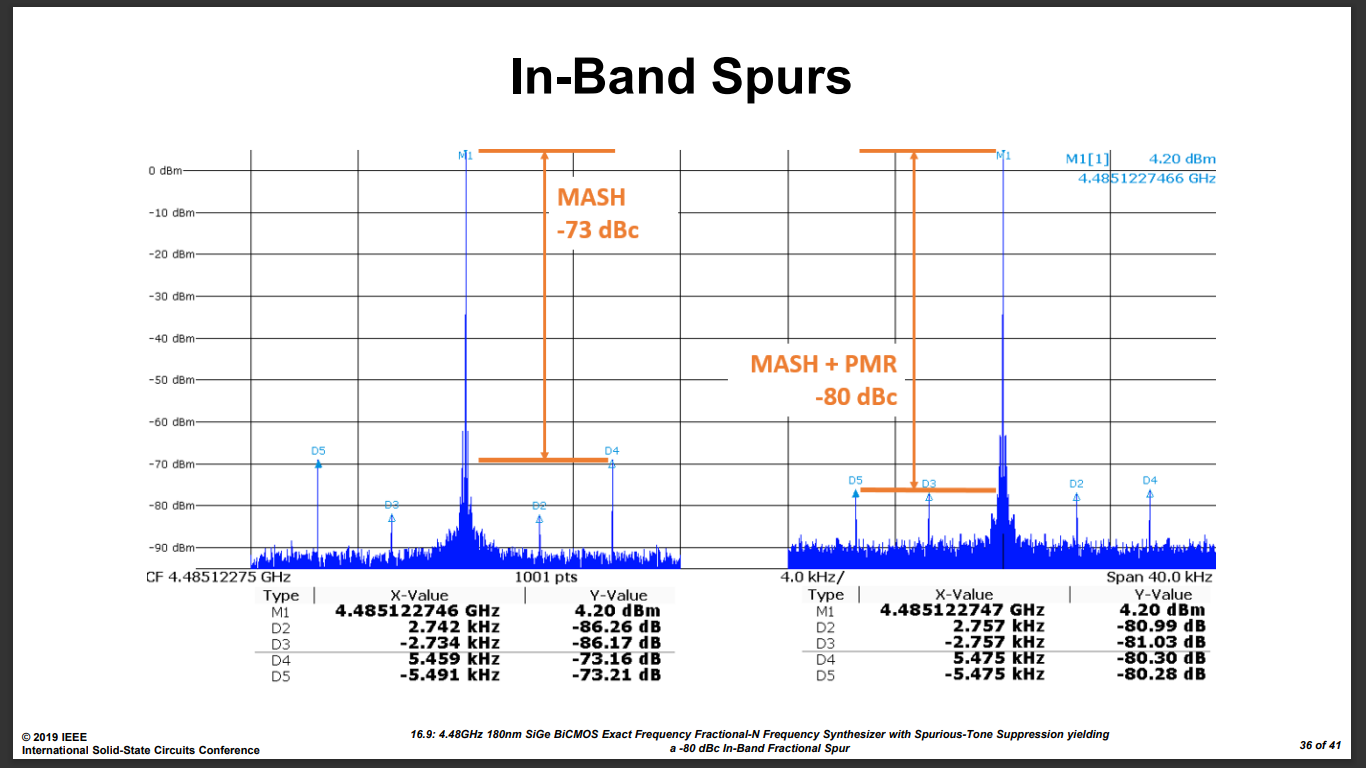 In-Band Spurs
M1
M1
M1[1] 4.20 dBm
4.4851227466 GHz
0 dBm
-10 dBm
-20 dBm
-30 dBm
-40 dBm
-50 dBm
-60 dBm
-70 dBm
-80 dBm
-90 dBm
MASH
-73 dBc
MASH + PMR
-80 dBc
D5
D3
D2
D4
D5
D3
D2
D4
CF 4.48512275 GHz 1001 pts 4.0 kHz/ Span 40.0 kHz
Type X-Value Y-Value
M1 4.485122746 GHz 4.20 dBm
D2 2.742 kHz -86.26 dB
D3 -2.734 kHz -86.17 dB
D4 5.459 kHz -73.16 dB
D5 -5.491 kHz -73.21 dB
Type X-Value Y-Value
M1 4.485122747 GHz 4.20 dBm
D2 2.757 kHz -80.99 dB
D3 -2.757 kHz -81.03 dB
D4 5.475 kHz -80.30 dB
D5 -5.475 kHz -80.28 dB
© 2019 IEEE
International Solid-State Circuits Conference
16.9: 4.48GHz 180nm SiGe BiCMOS Exact Frequency Fractional-N Frequency Synthesizer with Spurious-Tone Suppression yielding
a -80 dBc In-Band Fractional Spur
36 of 41